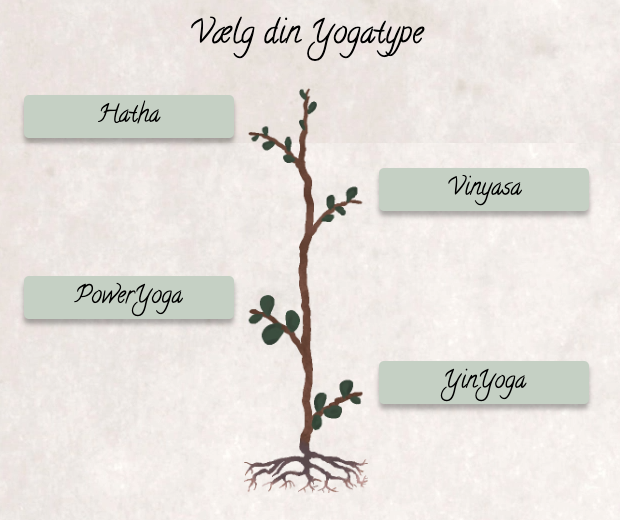 Vælg din Yogatype
Hatha
Vinyasa
PowerYoga
YinYoga